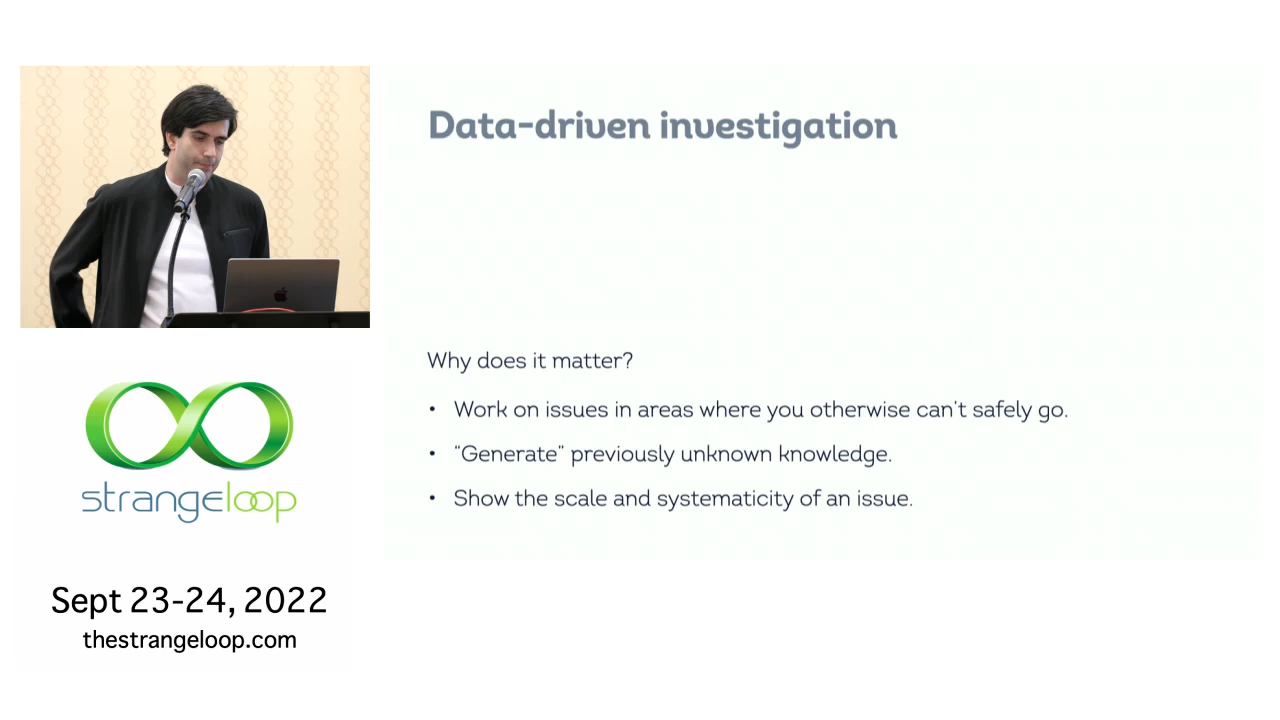 Data-driven investigation
Why does it matter?
• Work on issues in areas where you otherwise can't safely go.
• “Generate” previously unknown knowledge.
• Show the scale and systematicity of an issue.
strangeloop
Sept 23-24, 2022
thestrangeloop.com